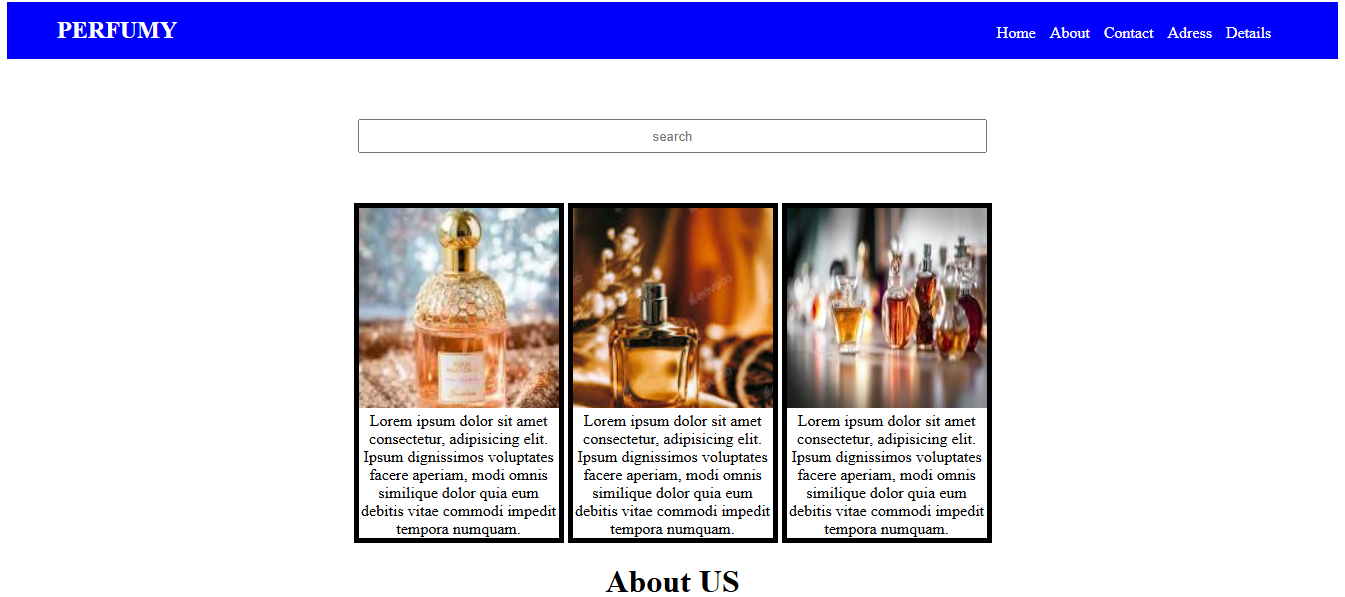 PERFUMY
Home About Contact Adress Details
search
Lorem ipsum dolor sit amet
consectetur, adipisicing elit.
Ipsum dignissimos voluptates
facere aperiam, modi omnis
similique dolor quia eum
debitis vitae commodi impedit
tempora numquam.
Lorem ipsum dolor sit amet
consectetur, adipisicing elit.
Ipsum dignissimos voluptates
facere aperiam, modi omnis
similique dolor quia eum
debitis vitae commodi impedit
tempora numquam.
Lorem ipsum dolor sit amet
consectetur, adipisicing elit.
Ipsum dignissimos voluptates
facere aperiam, modi omnis
similique dolor quia eum
debitis vitae commodi impedit
tempora numquam.
About US